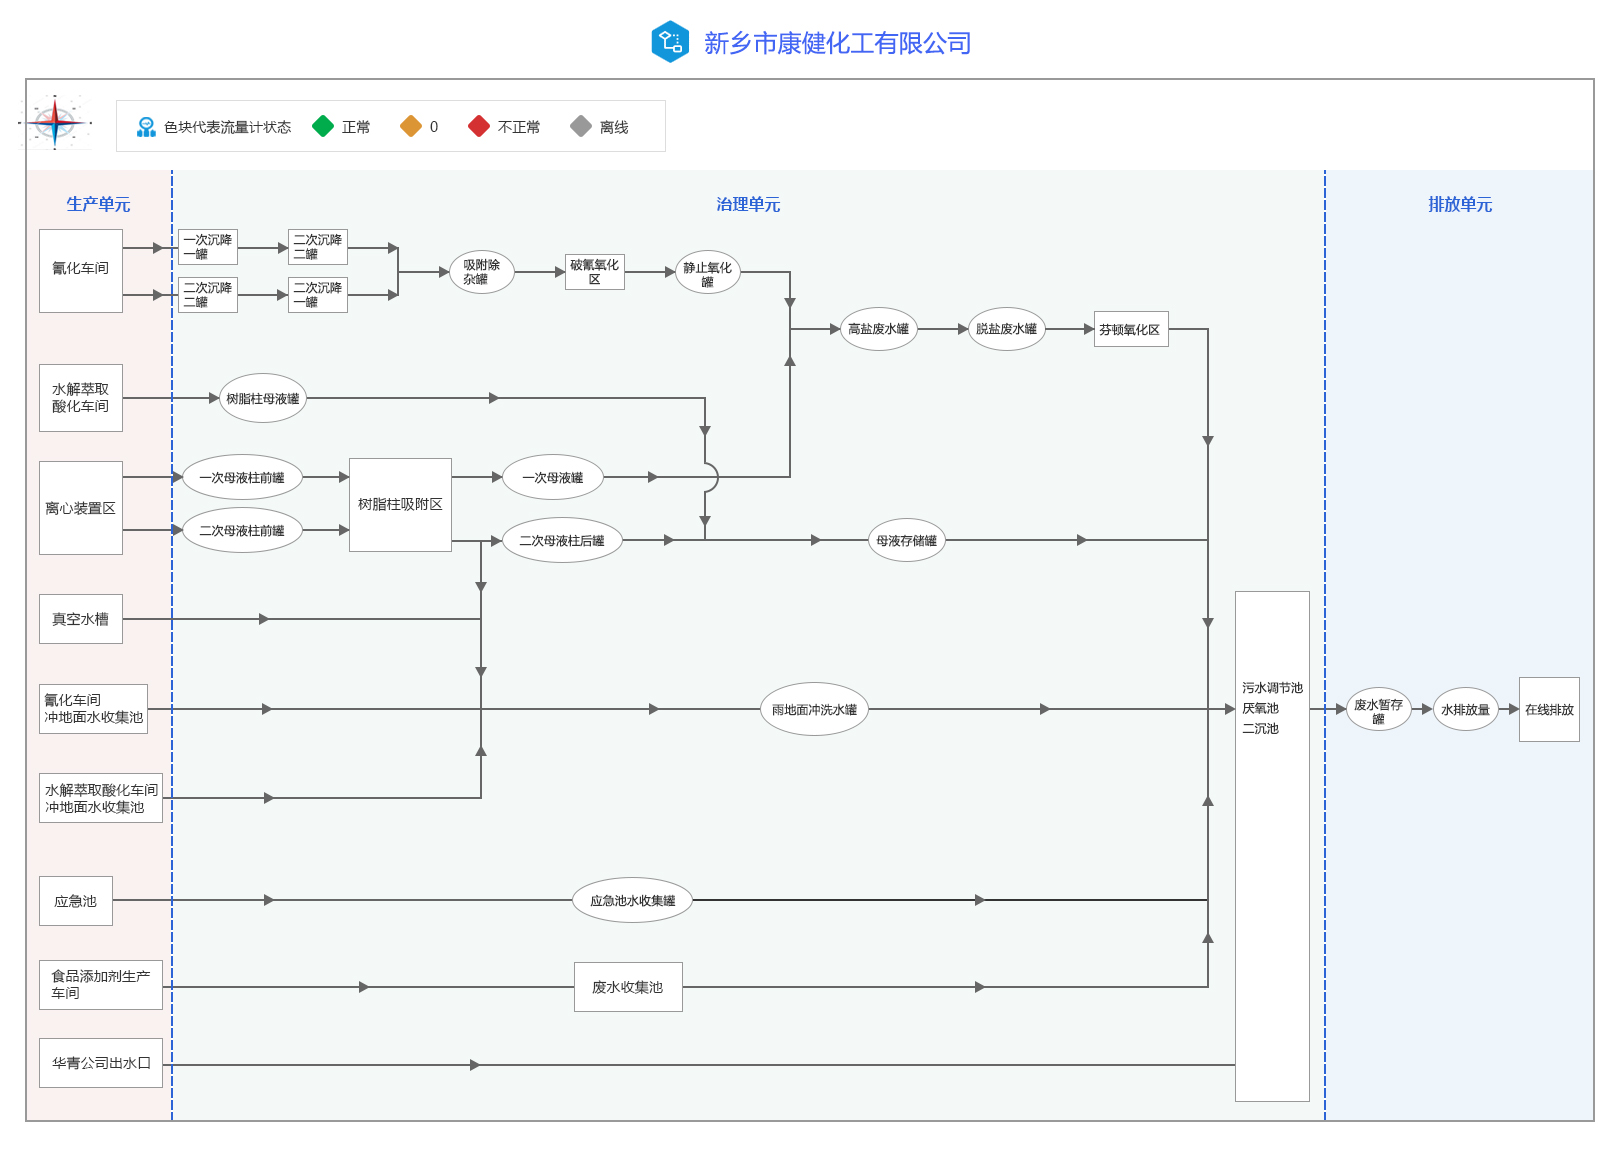 新乡市康健化工有限公司
色块代表流量计状态
正常
0
不正常
离线
生产单元
治理单元
排放单元
氰化车间
一次沉降
一罐
二次沉降
二罐
二次沉降
二罐
二次沉降
一罐
吸附除
杂罐
破氰氧化
区
静止氧化
罐
高盐废水罐
脱盐废水罐
芬顿氧化区
水解萃取
酸化车间
树脂柱母液罐
离心装置区
一次母液柱前罐
二次母液柱前罐
树脂柱吸附区
一次母液罐
二次母液柱后罐
母液存储罐
真空水槽
氰化车间
冲地面水收集池
雨地面冲洗水罐
污水调节池
厌氧池
二沉池
废水暂存
罐
水排放量
在线排放
水解萃取酸化车间
冲地面水收集池
应急池
应急池水收集罐
食品添加剂生产
车间
废水收集池
华青公司出水口